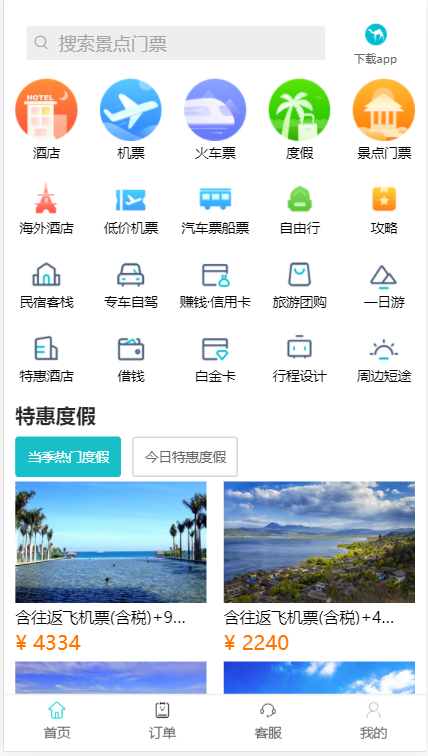 搜索景点门票
下载app
HOTEL
酒店 机票 火车票 度假 景点门票
海外酒店 低价机票 汽车票船票 自由行 攻略
民宿客栈 专车自驾 赚钱·信用卡 旅游团购 一日游
特惠酒店 借钱 白金卡 行程设计 周边短途
特惠度假
当季热门度假 今日特惠度假
含往返飞机票(含税)+9... 含往返飞机票(含税)+4...
¥ 4334 ¥ 2240
首页 订单 客服 我的